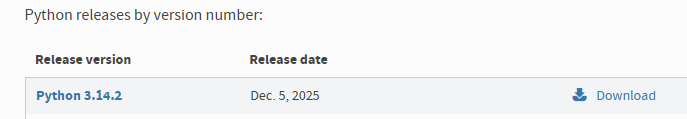 Python releases by version number:
Release version Release date
Python 3.14.2 Dec. 5, 2025 Download